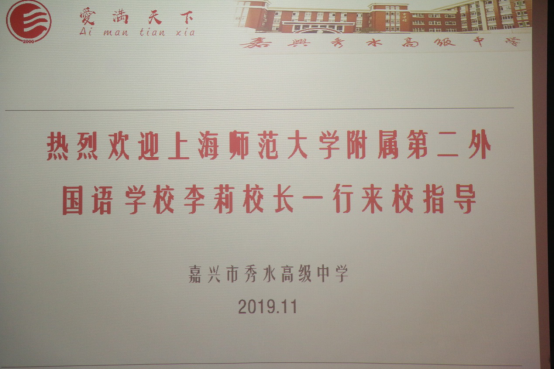 愛满天下
Ai man tian xia
嘉兴秀水高级中学
热烈欢迎上海师范大学附属第二外
国语学校李莉校长一行来校指导
嘉兴市秀水高级中学
2019.11